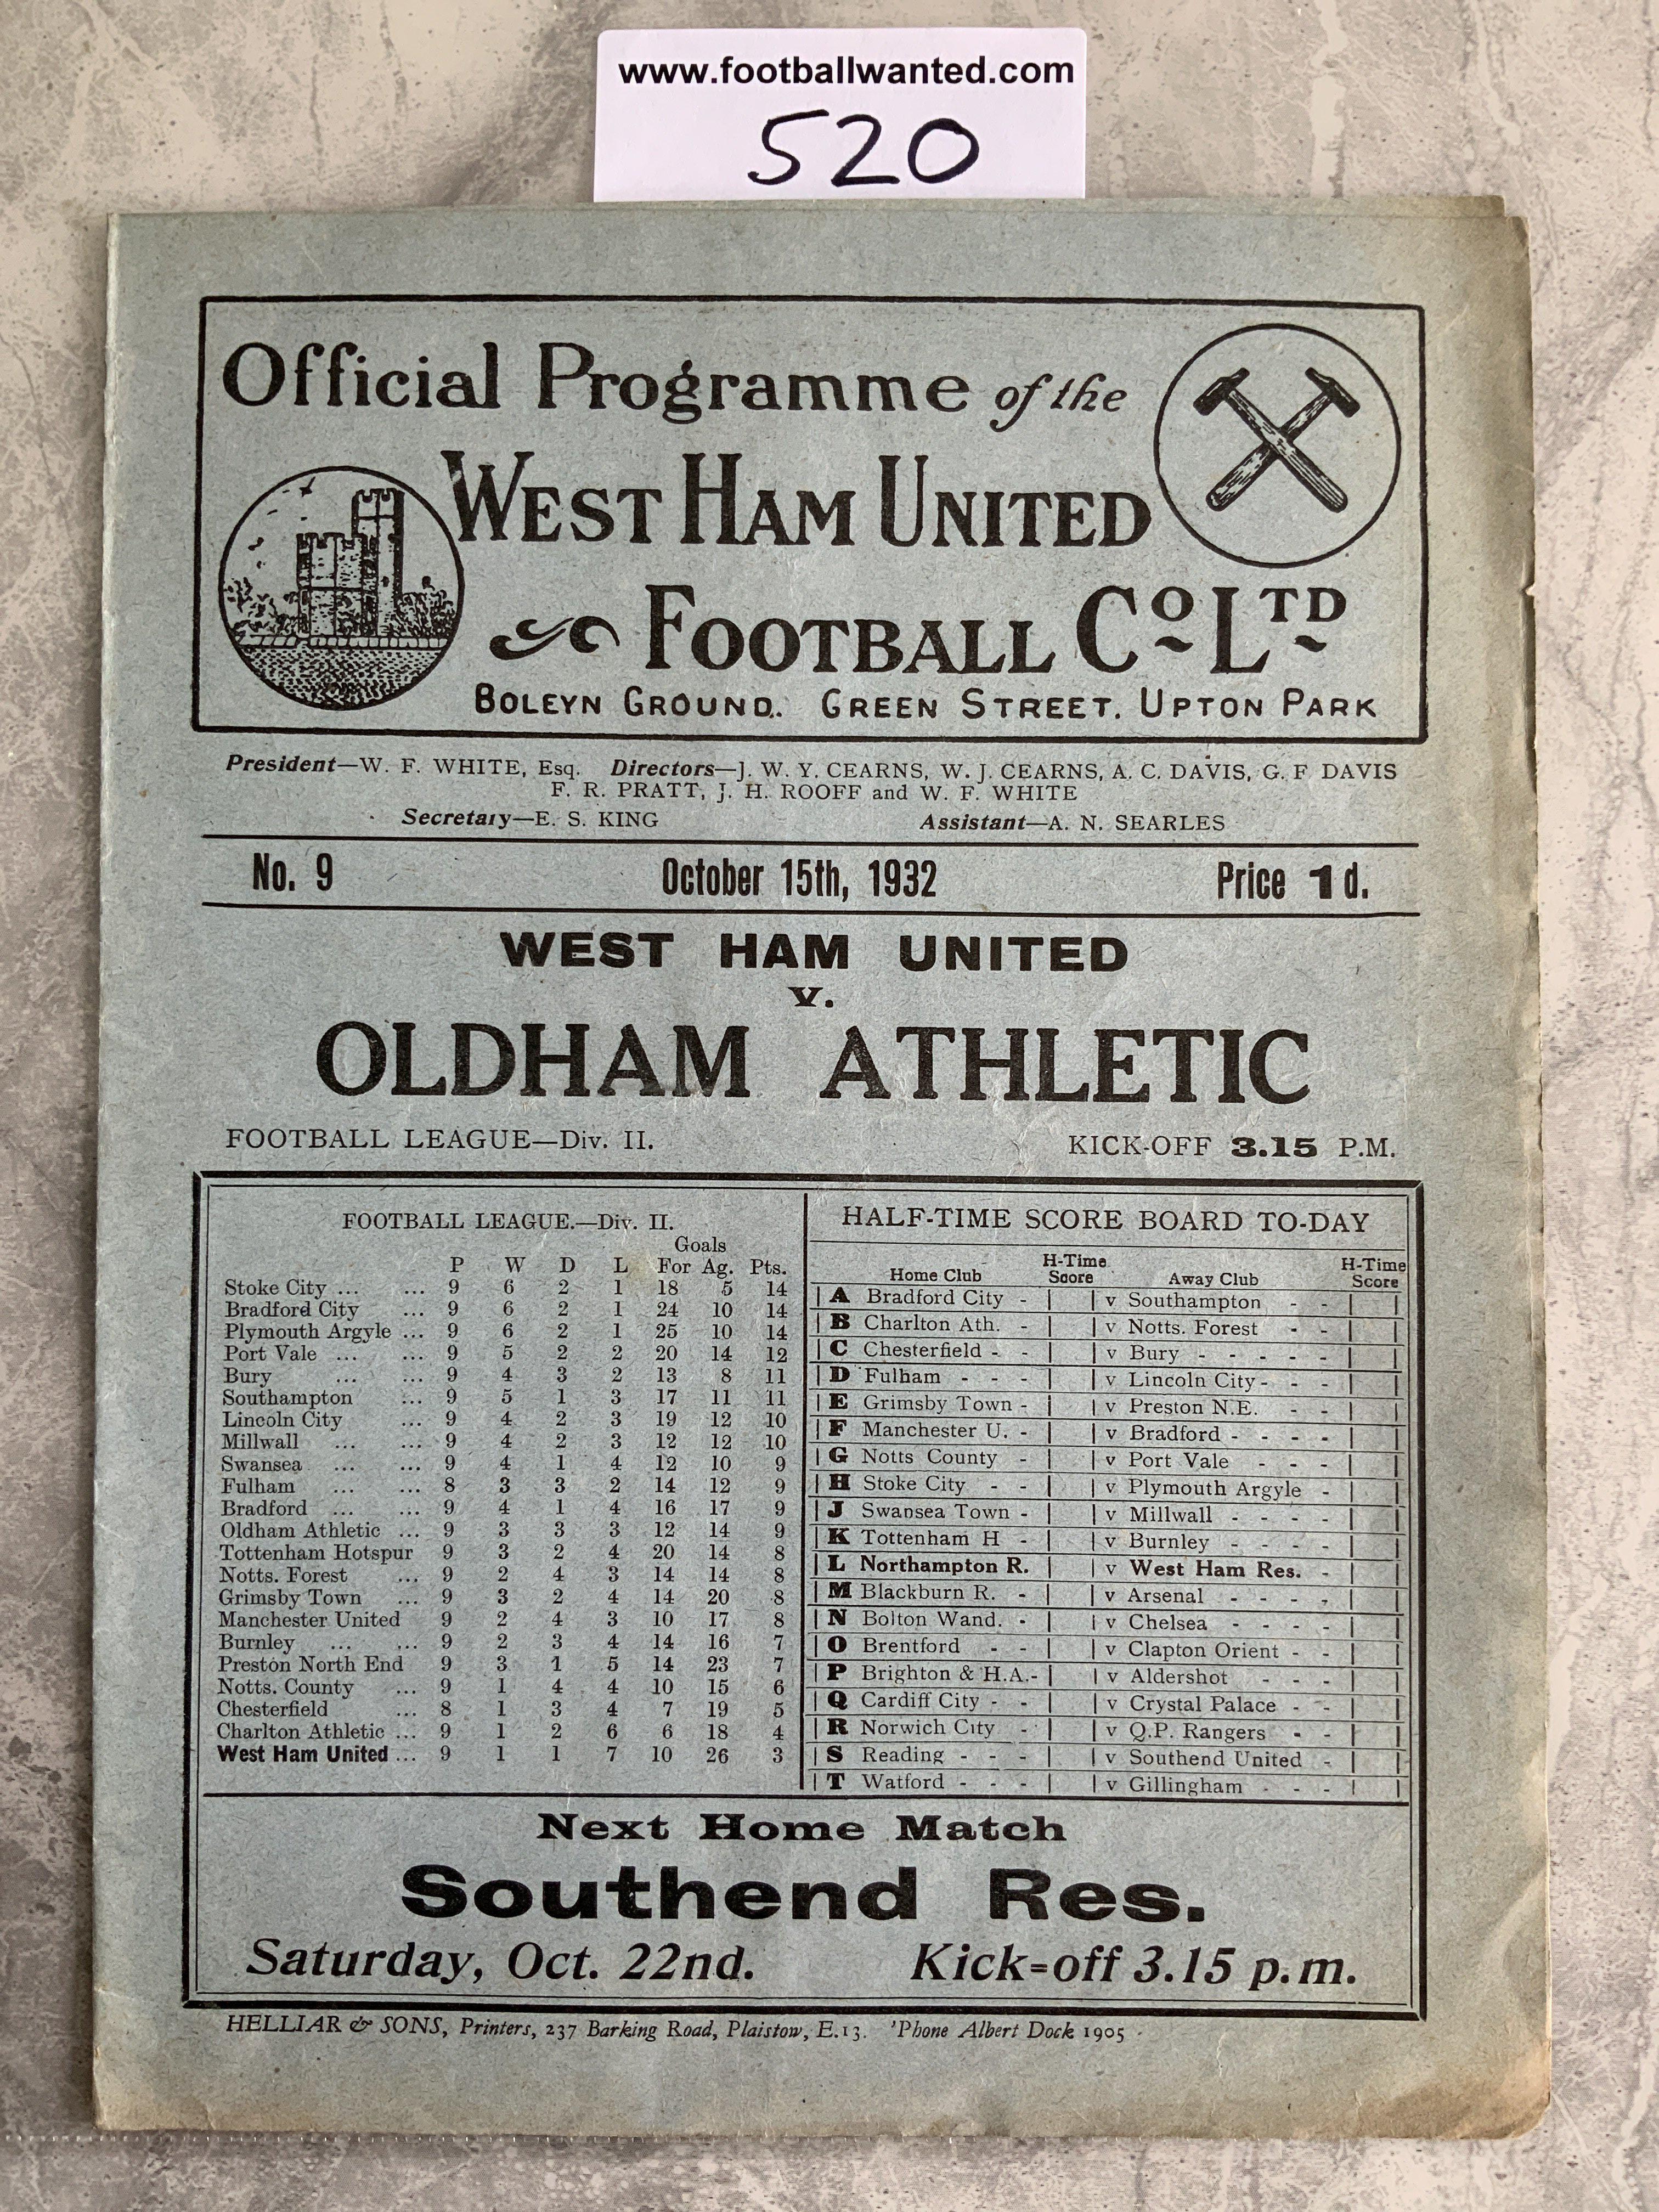 www.footballwanted.com
520
Official Programme of the
WEST HAM UNITED
FOOTBALL CO LTD
BOLEYN GROUND. GREEN STREET. UPTON PARK
President—W. F. WHITE, Esq. Directors—J. W. Y. CEARNS, W. J. CEARNS, A. C. DAVIS, G. F DAVIS
F. R. PRATT, J. H. ROOFF and W. F. WHITE
Secretary—E. S. KING Assistant—A. N. SEARLES
No. 9 October 15th, 1932 Price 1d.
WEST HAM UNITED
v.
OLDHAM ATHLETIC
FOOTBALL LEAGUE—Div. II. KICK-OFF 3.15 P.M.
FOOTBALL LEAGUE.—Div. II.
Goals
P W D L For Ag. Pts.
Stoke City ... ... 9 6 2 1 18 5 14
Bradford City ... 9 6 2 1 24 10 14
Plymouth Argyle ... 9 6 2 1 25 10 14
Port Vale ... ... 9 5 2 2 20 14 12
Bury ... ... 9 4 3 2 13 8 11
Southampton ... 9 5 1 3 17 11 11
Lincoln City ... 9 4 2 3 19 12 10
Millwall ... ... 9 4 2 3 12 12 10
Swansea ... ... 9 4 1 4 12 10 9
Fulham ... ... 8 3 3 2 14 12 9
Bradford ... ... 9 4 1 4 16 17 9
Oldham Athletic ... 9 3 3 3 12 14 9
Tottenham Hotspur 9 3 2 4 20 14 8
Notts. Forest ... 9 2 4 3 14 14 8
Grimsby Town ... 9 3 2 4 14 20 8
Manchester United 9 2 4 3 10 17 8
Burnley ... ... 9 2 3 4 14 16 7
Preston North End 9 3 1 5 14 23 7
Notts. County ... 9 1 4 4 10 15 6
Chesterfield ... 8 1 3 4 7 19 5
Charlton Athletic ... 9 1 2 6 6 18 4
West Ham United ... 9 1 1 7 10 26 3
HALF-TIME SCORE BOARD TO-DAY
Home Club H-Time Score Away Club H-Time Score
A Bradford City - v Southampton - -
B Charlton Ath. - v Notts. Forest - -
C Chesterfield - - v Bury - - - - -
D Fulham - - - v Lincoln City - - -
E Grimsby Town - v Preston N.E. - -
F Manchester U. - v Bradford - - - -
G Notts County - v Port Vale - - -
H Stoke City - - v Plymouth Argyle -
J Swansea Town - v Millwall - - - -
K Tottenham H - v Burnley - - - -
L Northampton R. v West Ham Res. -
M Blackburn R. - v Arsenal - - - -
N Bolton Wand. - v Chelsea - - - -
O Brentford - - v Clapton Orient - -
P Brighton & H.A.- v Aldershot - - -
Q Cardiff City - - v Crystal Palace - -
R Norwich City - v Q.P. Rangers - -
S Reading - - - v Southend United -
T Watford - - - v Gillingham - - -
Next Home Match
Southend Res.
Saturday, Oct. 22nd. Kick=off 3.15 p.m.
HELLIAR & SONS, Printers, 237 Barking Road, Plaistow, E.13. 'Phone Albert Dock 1905